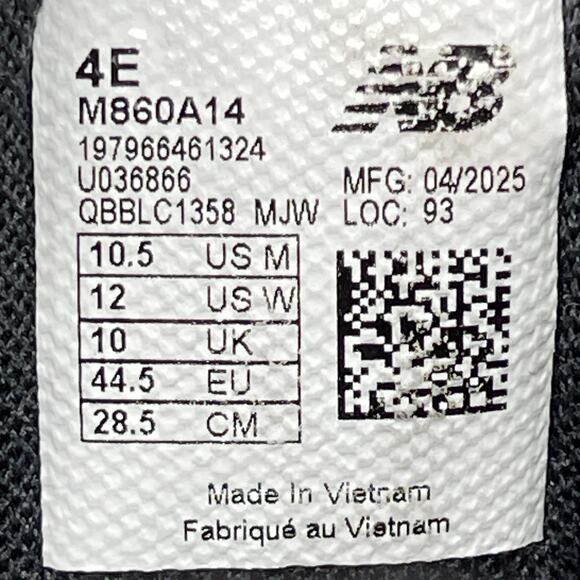 4E
NB
M860A14
197966461324
U036866 MFG: 04/2025
QBBLC1358 MJW LOC: 93
10.5 US M
12 US W
10 UK
44.5 EU
28.5 CM
Made In Vietnam
Fabriqué au Vietnam